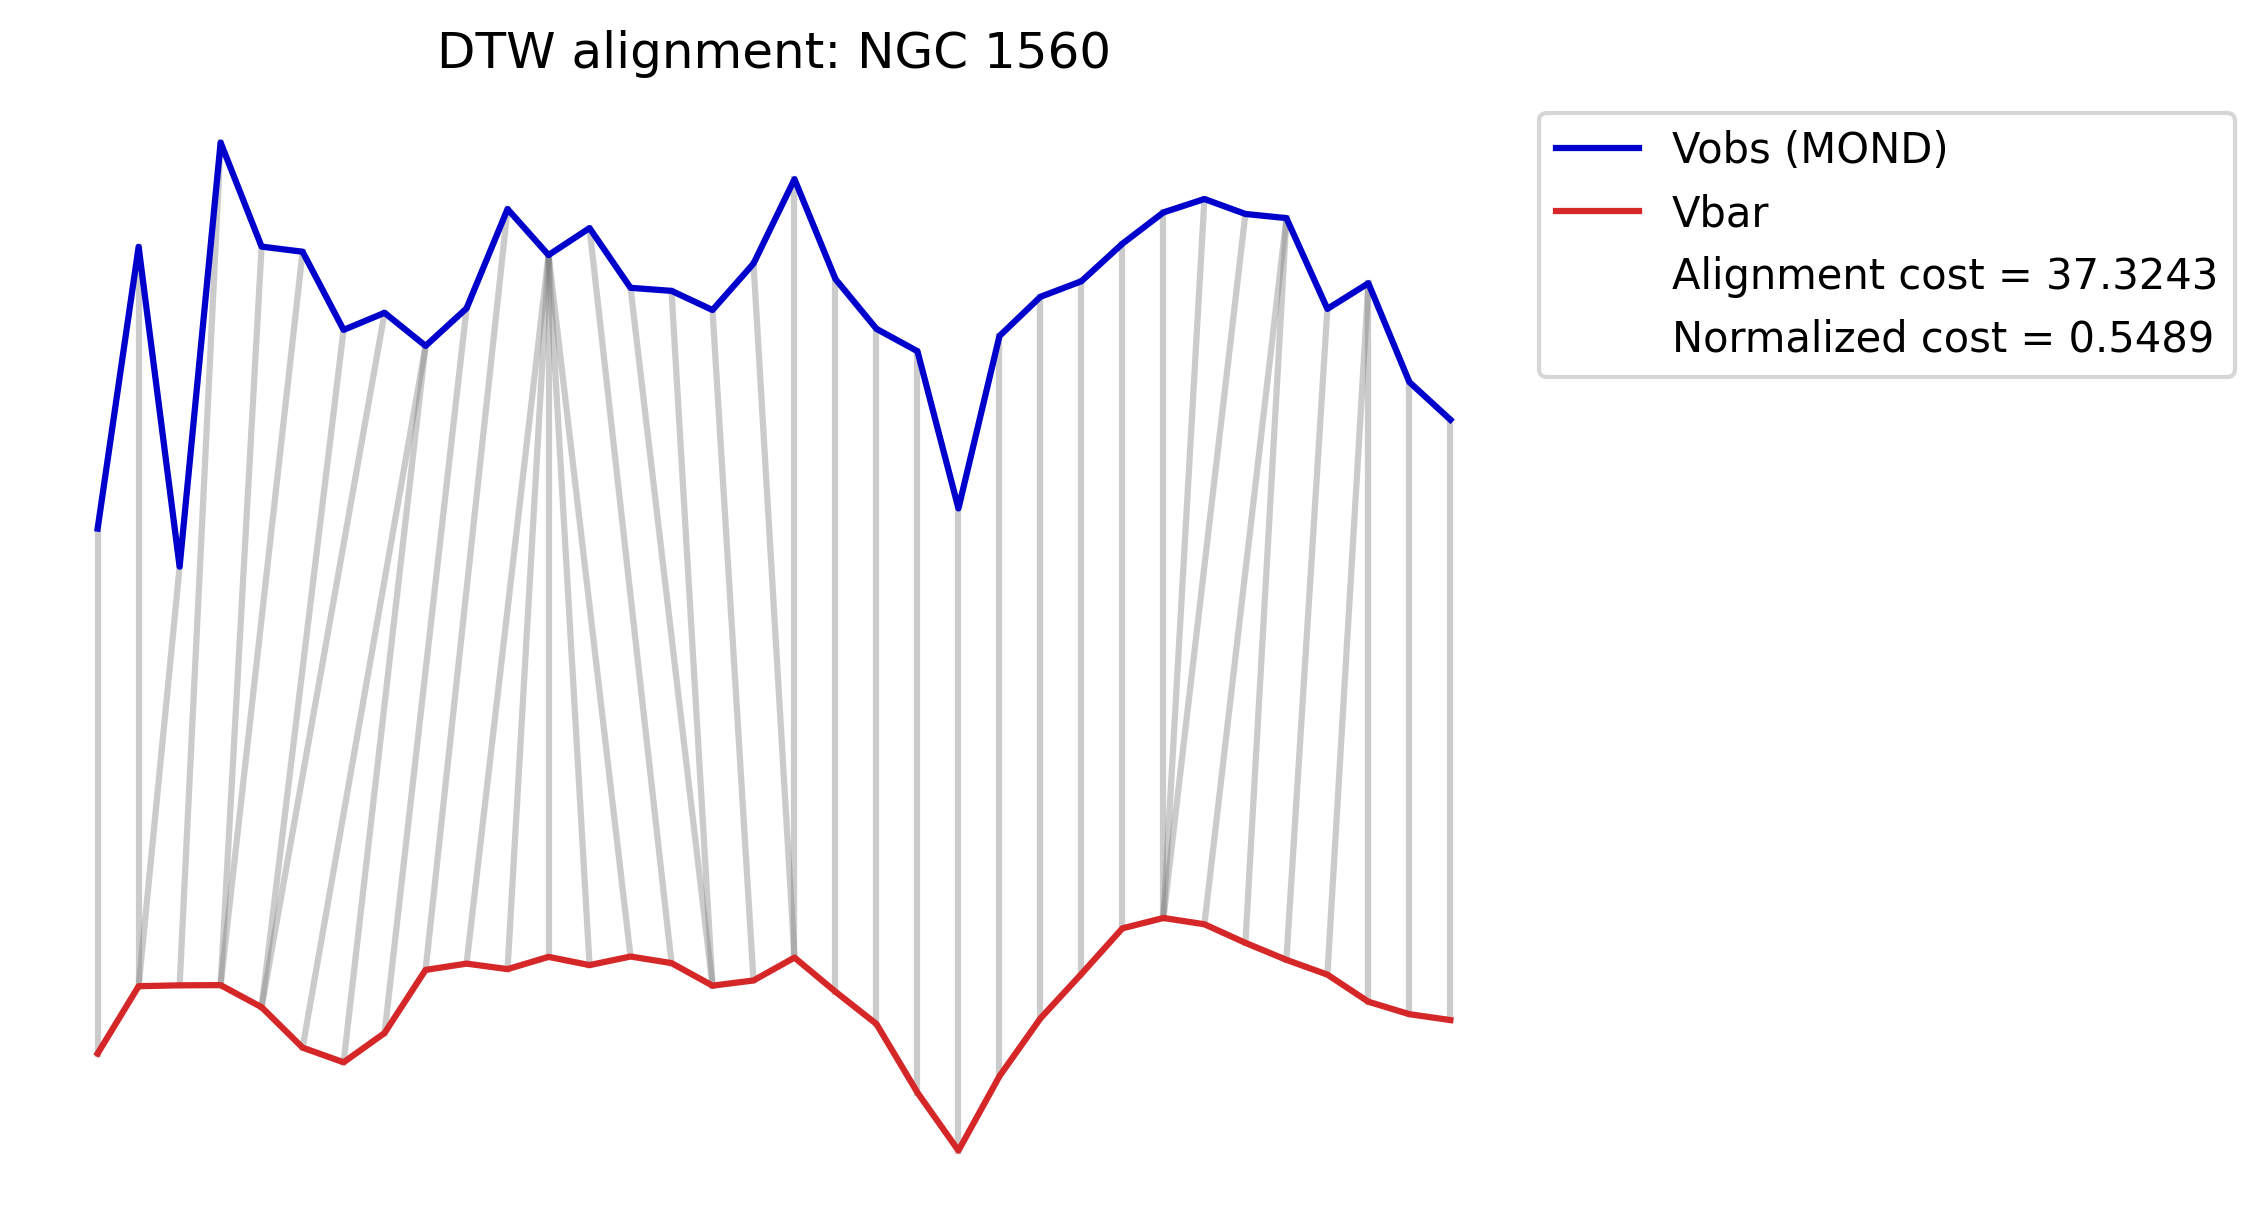 DTW alignment: NGC 1560
Vobs (MOND)
Vbar
Alignment cost = 37.3243
Normalized cost = 0.5489